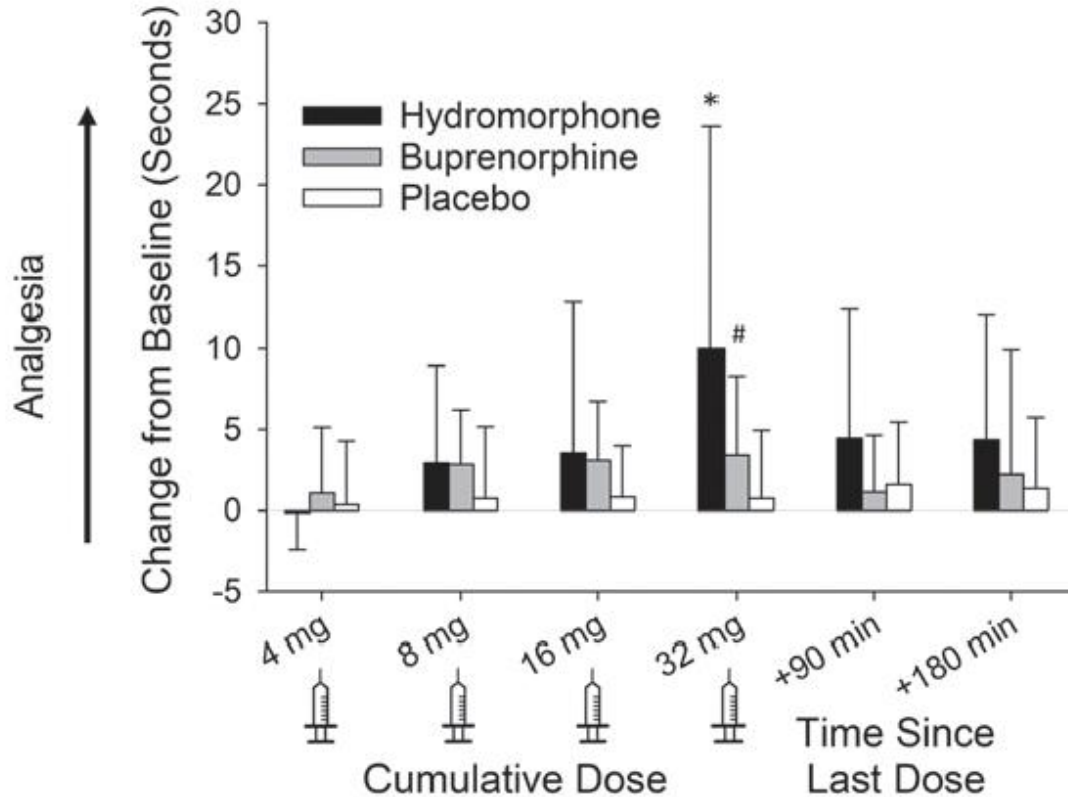 Analgesia
Change from Baseline (Seconds)
30
25
20
15
10
5
0
-5
Hydromorphone
Buprenorphine
Placebo
*
#
4 mg
8 mg
16 mg
32 mg
+90 min
+180 min
Cumulative Dose
Time Since
Last Dose